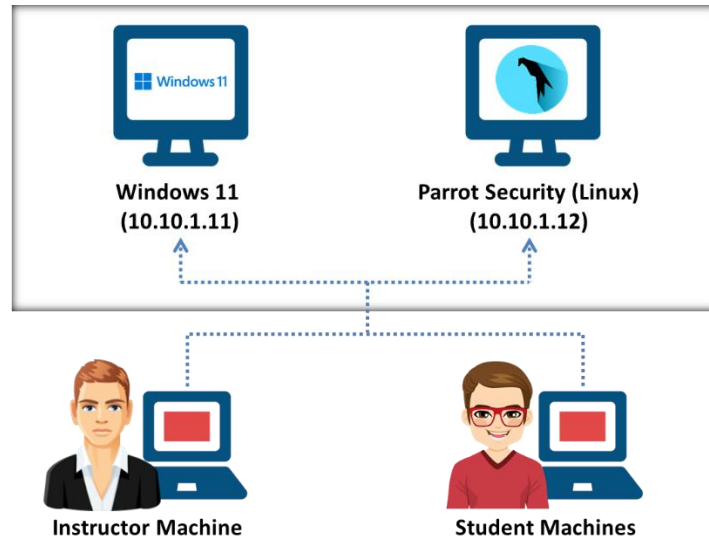 Windows 11
Windows 11
(10.10.1.11)
Parrot Security (Linux)
(10.10.1.12)
Instructor Machine
Student Machines